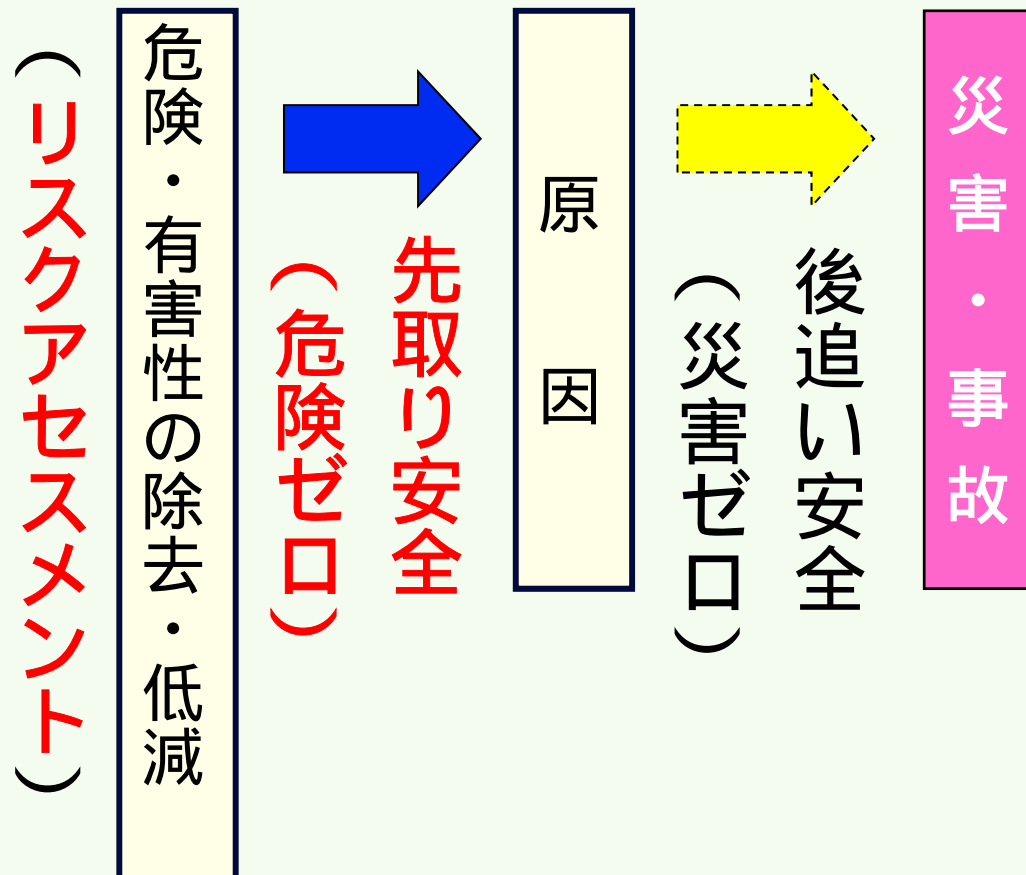 災害・事故
後追い安全
（災害ゼロ）
原因
先取り安全
（危険ゼロ）
危険・有害性の除去・低減
（リスクアセスメント）